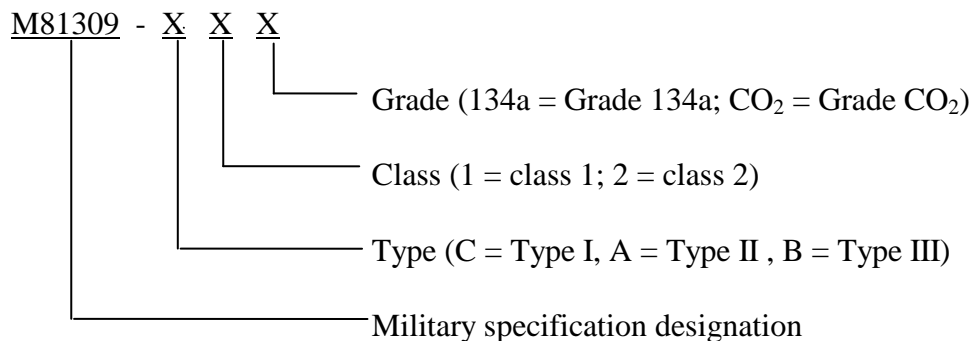 M81309 - X X X
Grade (134a = Grade 134a; CO₂ = Grade CO₂)
Class (1 = class 1; 2 = class 2)
Type (C = Type I, A = Type II , B = Type III)
Military specification designation